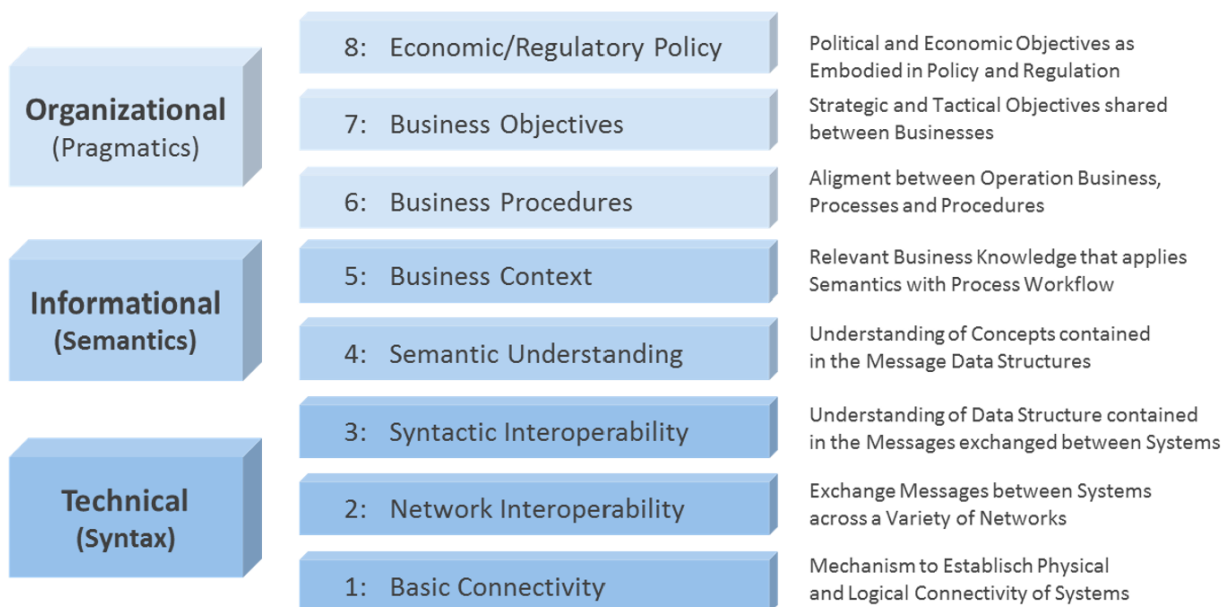 Organizational
(Pragmatics)
8: Economic/Regulatory Policy
Political and Economic Objectives as
Embodied in Policy and Regulation
7: Business Objectives
Strategic and Tactical Objectives shared
between Businesses
6: Business Procedures
Aligment between Operation Business,
Processes and Procedures
Informational
(Semantics)
5: Business Context
Relevant Business Knowledge that applies
Semantics with Process Workflow
4: Semantic Understanding
Understanding of Concepts contained
in the Message Data Structures
Technical
(Syntax)
3: Syntactic Interoperability
Understanding of Data Structure contained
in the Messages exchanged between Systems
2: Network Interoperability
Exchange Messages between Systems
across a Variety of Networks
1: Basic Connectivity
Mechanism to Establisch Physical
and Logical Connectivity of Systems